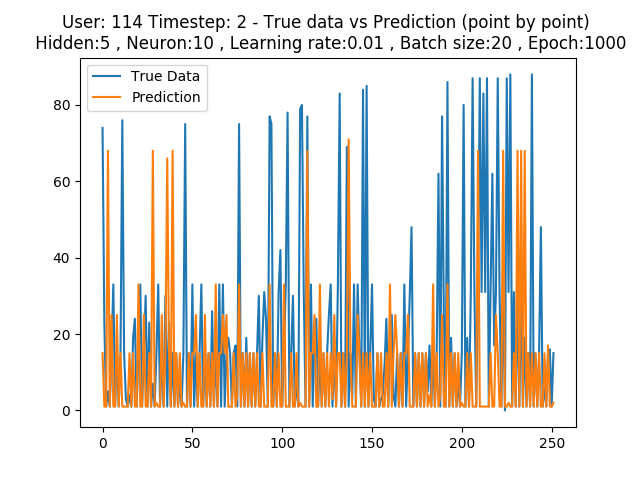 User: 114 Timestep: 2 - True data vs Prediction (point by point)
Hidden:5 , Neuron:10 , Learning rate:0.01 , Batch size:20 , Epoch:1000
True Data
Prediction
80
60
40
20
0
0 50 100 150 200 250